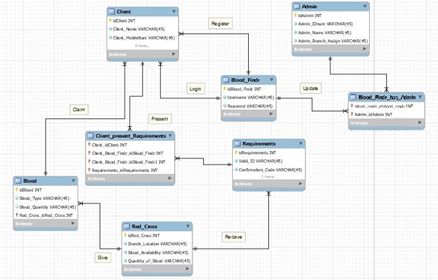 Client
idClient INT
Client_Name VARCHAR(45)
Client_MiddleNam VARCHAR(45)
4 more...
Indexes
Register
Admin
idAdmin INT
Admin_IDnum VARCHAR(45)
Admin_Name VARCHAR(45)
Admin_Branch_Assign VARCHAR(45)
Indexes
Login
Blood_Findr
idBlood_Findr INT
Username VARCHAR(45)
Password VARCHAR(45)
Indexes
Update
Blood_Findr_has_Admin
Blood_Findr_idBlood_Findr INT
Admin_idAdmin INT
Indexes
Claim
Present
Client_present_Requirements
Client_idClient INT
Client_Blood_Findr_idBlood_Findr INT
Client_Blood_Findr_idBlood_Findr1 INT
Requirements_idRequirements INT
Indexes
Requirements
idRequirements INT
Valid_ID VARCHAR(45)
Confirmation_Code VARCHAR(45)
1 more...
Indexes
Blood
idBlood INT
Blood_Type VARCHAR(45)
Blood_Quantity VARCHAR(45)
Red_Cross_idRed_Cross INT
Indexes
Give
Red_Cross
idRed_Cross INT
Branch_Location VARCHAR(45)
Blood_Availability VARCHAR(45)
Quantity_of_Blood VARCHAR(45)
Indexes
Recieve